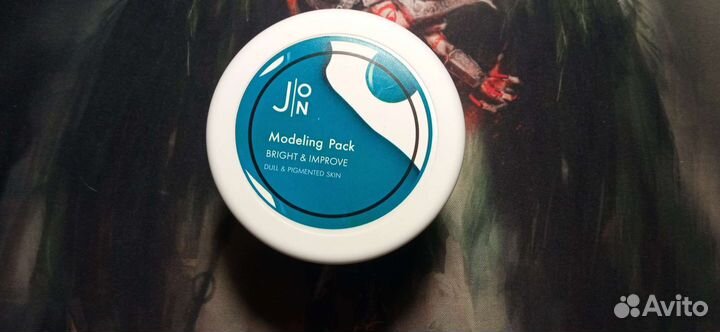 J|ON
Modeling Pack
BRIGHT & IMPROVE
DULL & PIGMENTED SKIN
Avito